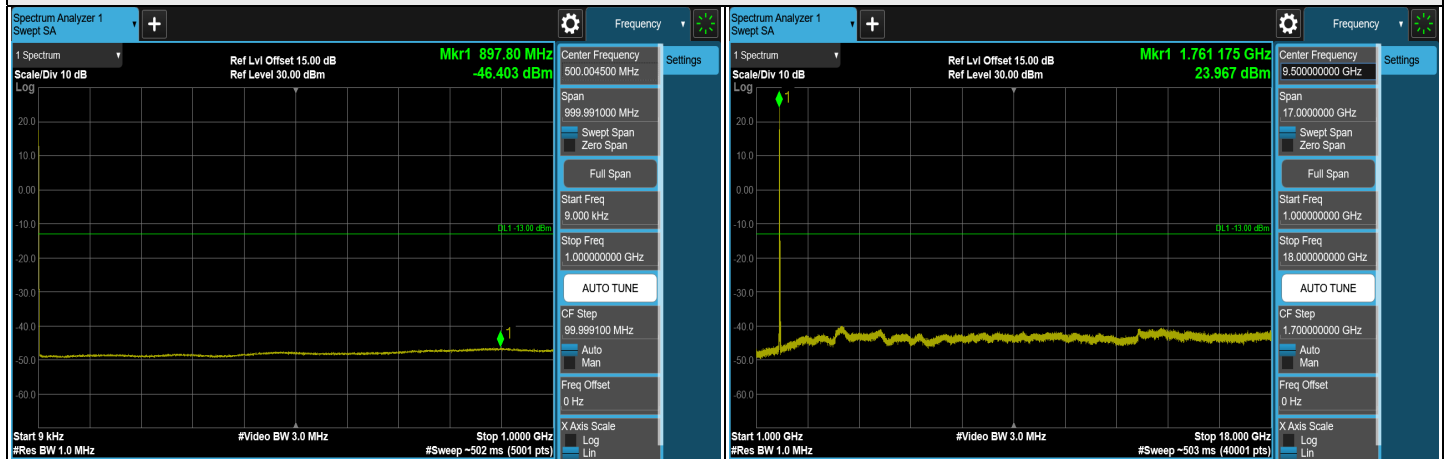 Spectrum Analyzer 1
Swept SA
+
Frequency
1 Spectrum
Scale/Div 10 dB
Log
Ref Lvl Offset 15.00 dB
Ref Level 30.00 dBm
Mkr1 897.80 MHz
-46.403 dBm
20.0
10.0
0.00
-10.0
-20.0
-30.0
-40.0
-50.0
-60.0
DL1 -13.00 dBm
1
Start 9 kHz
#Res BW 1.0 MHz
#Video BW 3.0 MHz
Stop 1.0000 GHz
#Sweep ~502 ms (5001 pts)
Center Frequency
500.004500 MHz
Span
999.991000 MHz
Swept Span
Zero Span
Full Span
Start Freq
9.000 kHz
Stop Freq
1.000000000 GHz
AUTO TUNE
CF Step
99.999100 MHz
Auto
Man
Freq Offset
0 Hz
X Axis Scale
Log
Lin
Settings
Spectrum Analyzer 1
Swept SA
+
Frequency
1 Spectrum
Scale/Div 10 dB
Log
Ref Lvl Offset 15.00 dB
Ref Level 30.00 dBm
Mkr1 1.761 175 GHz
23.967 dBm
1
20.0
10.0
0.00
-10.0
-20.0
-30.0
-40.0
-50.0
-60.0
DL1 -13.00 dBm
Start 1.000 GHz
#Res BW 1.0 MHz
#Video BW 3.0 MHz
Stop 18.000 GHz
#Sweep ~503 ms (40001 pts)
Center Frequency
9.500000000 GHz
Span
17.0000000 GHz
Swept Span
Zero Span
Full Span
Start Freq
1.000000000 GHz
Stop Freq
18.000000000 GHz
AUTO TUNE
CF Step
1.700000000 GHz
Auto
Man
Freq Offset
0 Hz
X Axis Scale
Log
Lin
Settings